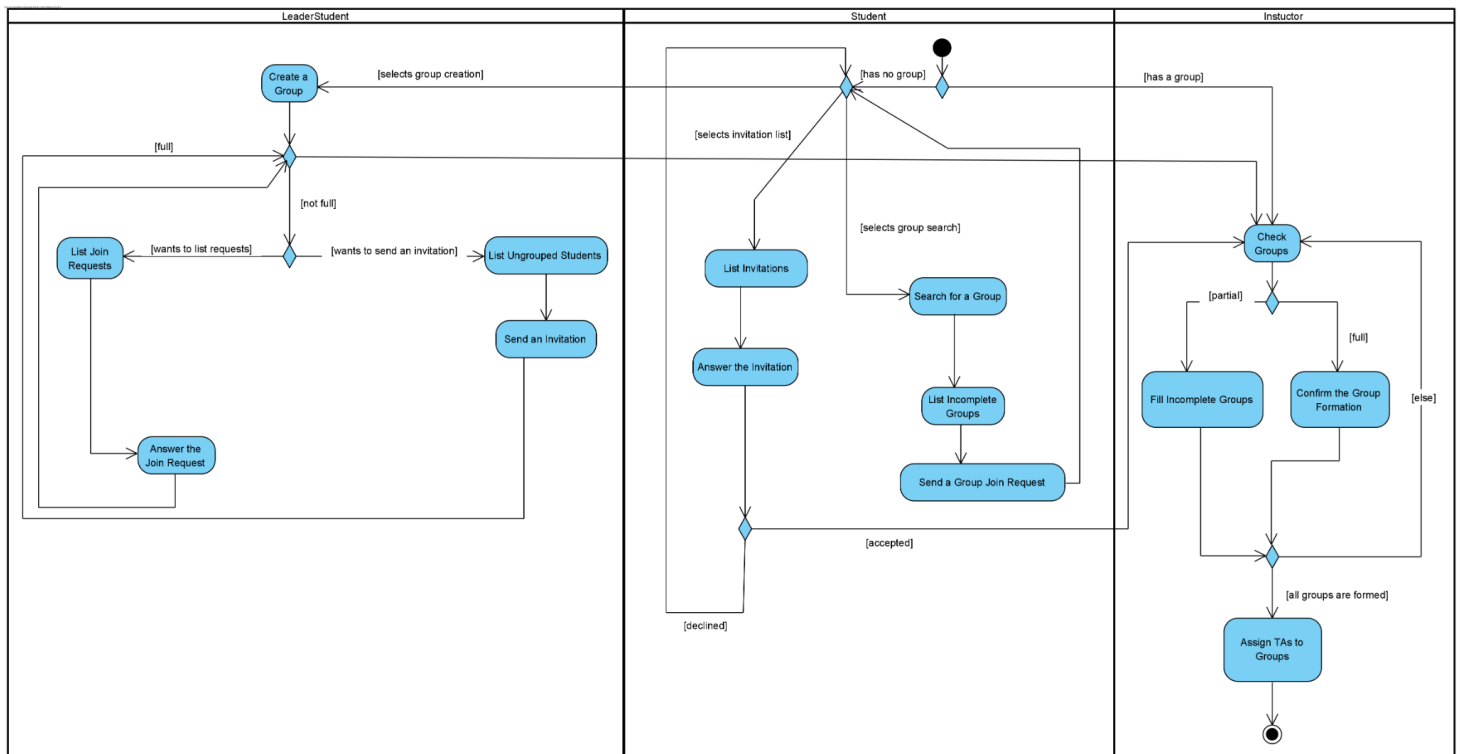 LeaderStudent
Student
Instuctor
Create a
Group
[selects group creation]
[has no group]
[has a group]
[full]
[selects invitation list]
[not full]
List Join
Requests
[wants to list requests]
[wants to send an invitation]
List Ungrouped Students
[selects group search]
Check
Groups
List Invitations
Search for a Group
[partial]
Send an Invitation
[full]
Answer the Invitation
List Incomplete
Groups
Fill Incomplete Groups
Confirm the Group
Formation
[else]
Answer the
Join Request
Send a Group Join Request
[accepted]
[all groups are formed]
[declined]
Assign TAs to
Groups